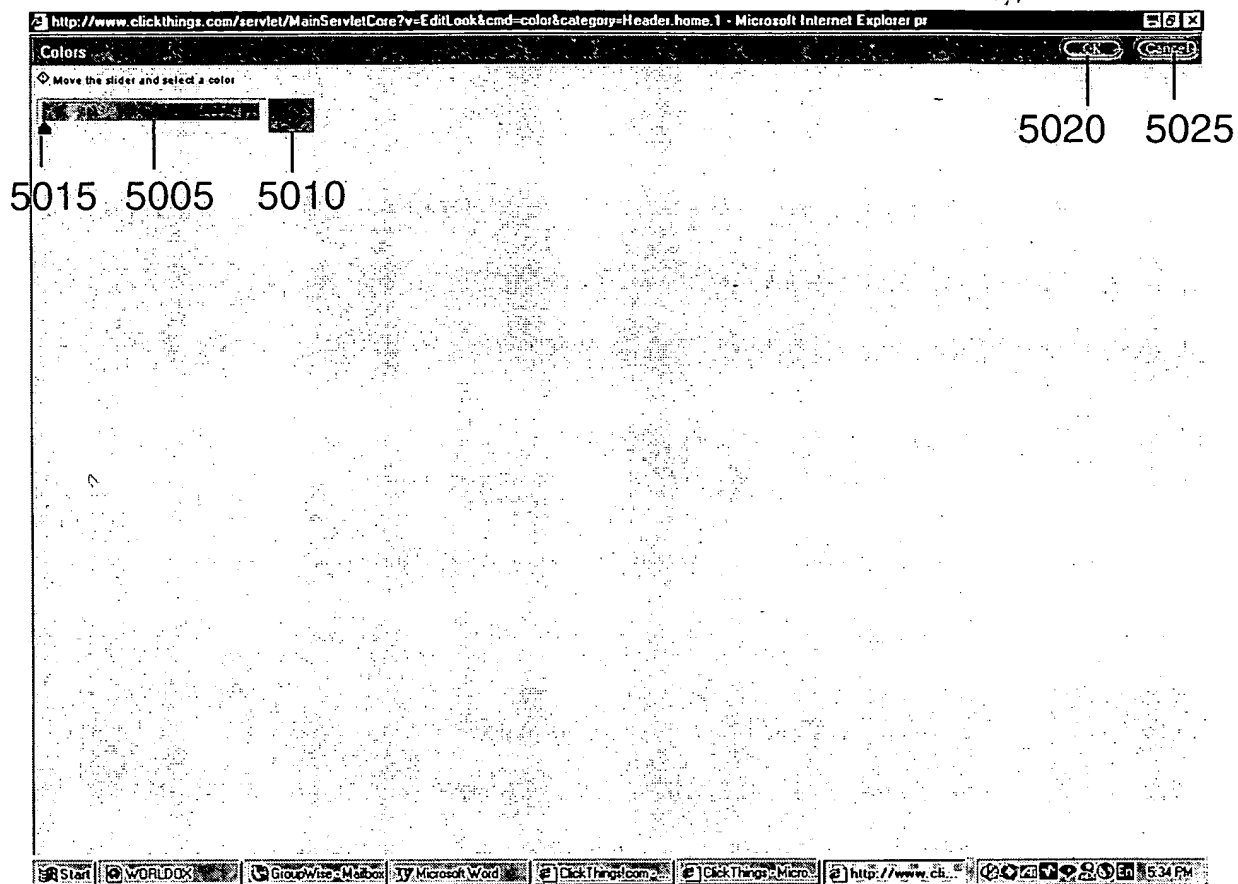 http://www.clickthings.com/servlet/MainServletCore?v=EditLook&cmd=color&category=Header.home.1 - Microsoft Internet Explorer pr
Colors OK Cancel
Move the slider and select a color
5020 5025
5015 5005 5010
Start WORLDOX GroupWise - Mailbox Microsoft Word ClickThings!com ClickThings - Micro... http://www.cli... En 5:34 PM